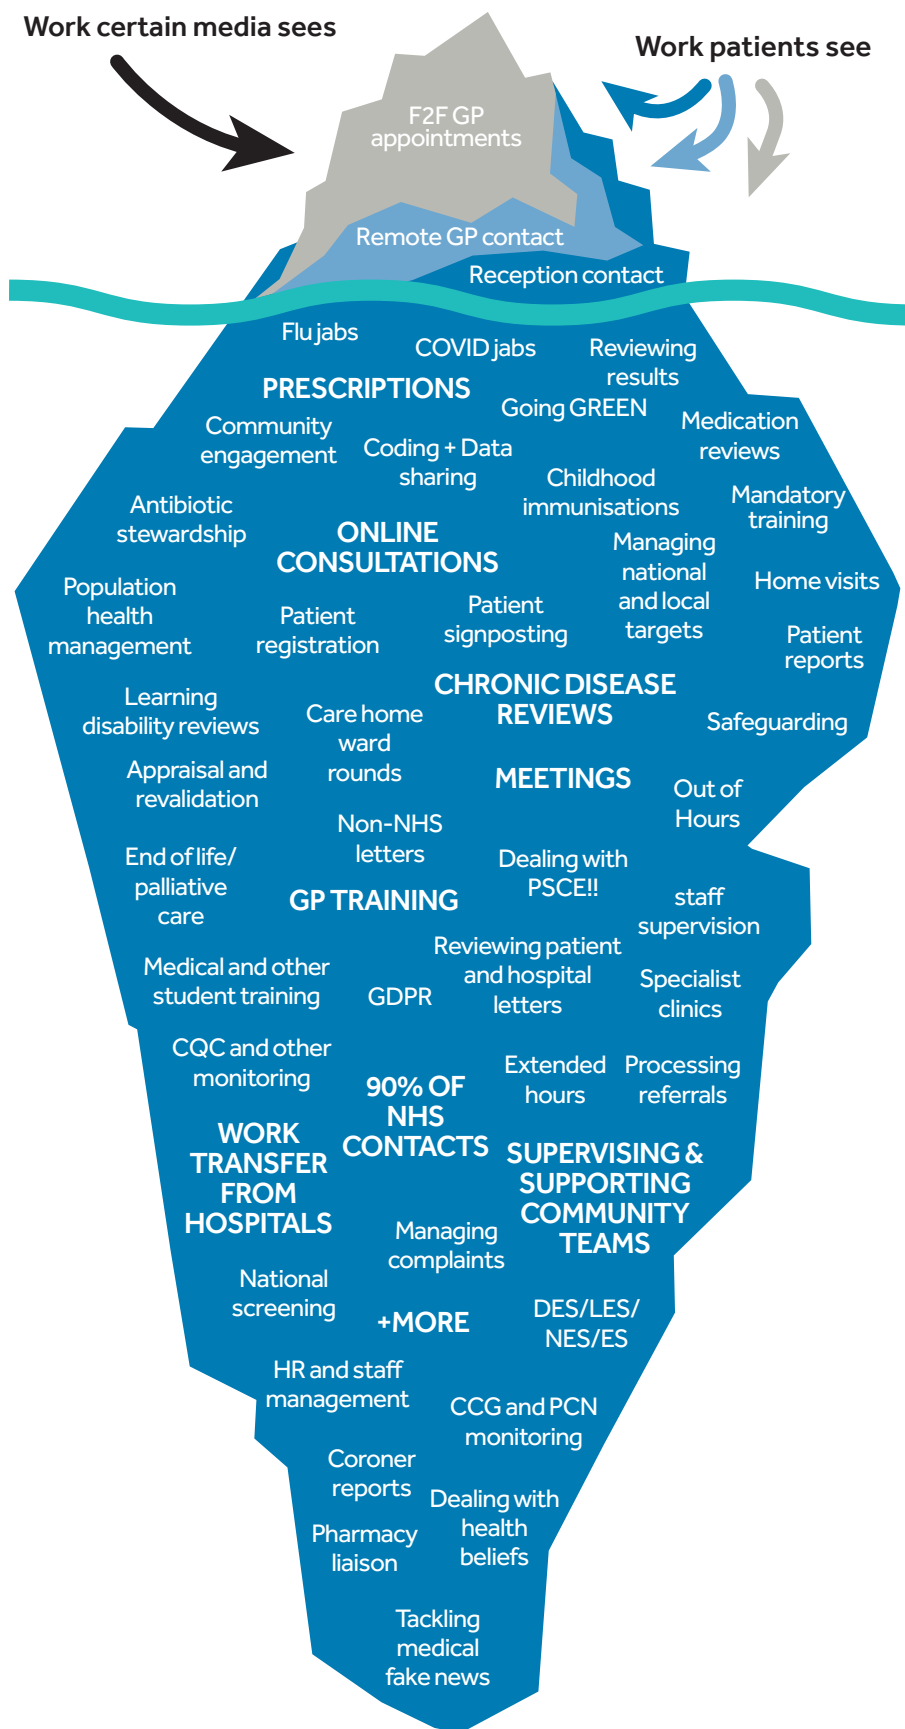 Work certain media sees
Work patients see
F2F GP
appointments
Remote GP contact
Reception contact
Flu jabs
COVID jabs
Reviewing
results
PRESCRIPTIONS
Going GREEN
Community
engagement
Coding + Data
sharing
Medication
reviews
Childhood
immunisations
Antibiotic
stewardship
Mandatory
training
ONLINE
CONSULTATIONS
Managing
national
and local
targets
Home visits
Population
health
management
Patient
registration
Patient
signposting
Patient
reports
CHRONIC DISEASE
REVIEWS
Learning
disability reviews
Care home
ward
rounds
Safeguarding
Appraisal and
revalidation
MEETINGS
Out of
Hours
Non-NHS
letters
End of life/
palliative
care
Dealing with
PSCE!!
GP TRAINING
staff
supervision
Reviewing patient
and hospital
letters
Medical and other
student training
GDPR
Specialist
clinics
CQC and other
monitoring
Extended
hours
Processing
referrals
90% OF
NHS
CONTACTS
WORK
TRANSFER
FROM
HOSPITALS
SUPERVISING &
SUPPORTING
COMMUNITY
TEAMS
Managing
complaints
National
screening
+MORE
DES/LES/
NES/ES
HR and staff
management
CCG and PCN
monitoring
Coroner
reports
Dealing with
health
beliefs
Pharmacy
liaison
Tackling
medical
fake news